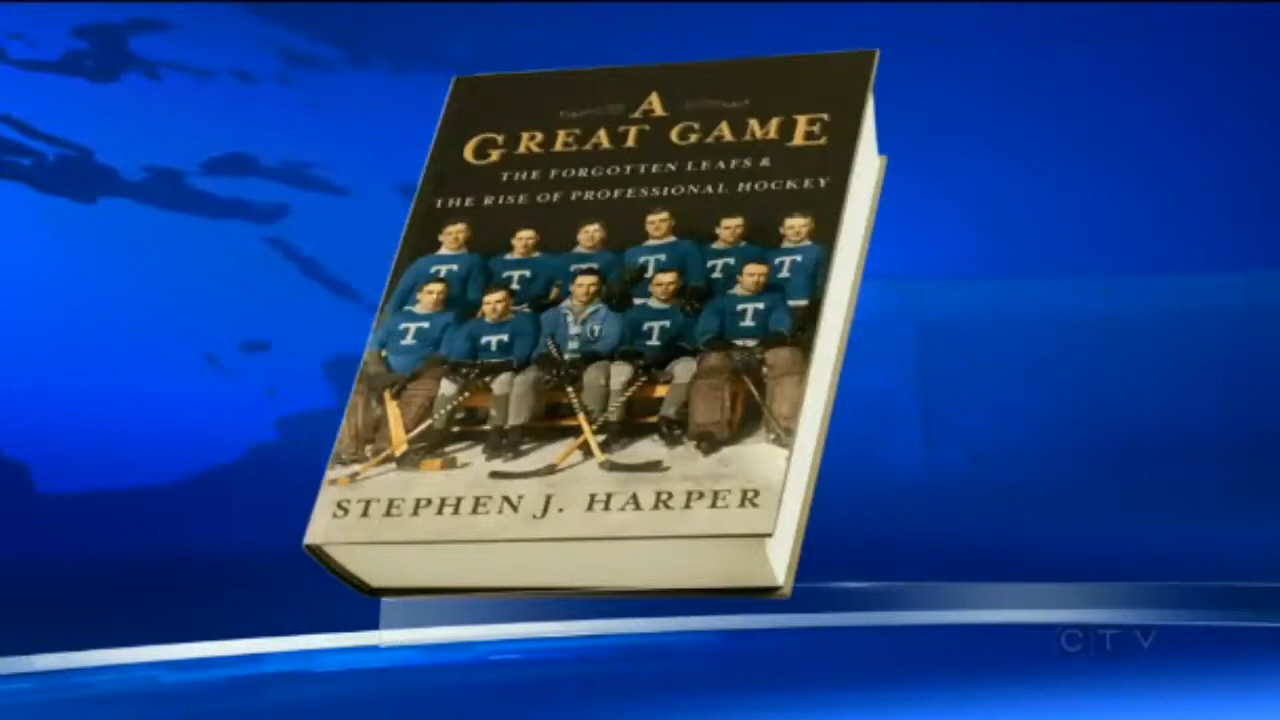 A
GREAT GAME
THE FORGOTTEN LEAFS &
THE RISE OF PROFESSIONAL HOCKEY
T T T T T T
T T T T T
STEPHEN J. HARPER
CTV